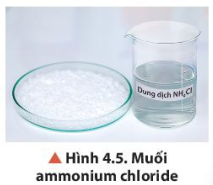 Dung dịch NH₄Cl
▲ Hình 4.5. Muối
ammonium chloride